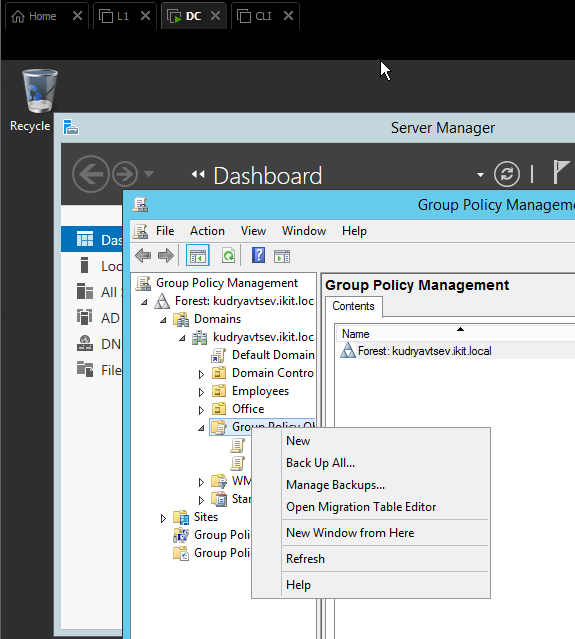 Home
L1
DC
CLI
Recycle
Server Manager
Dashboard
Group Policy Manageme
File Action View Window Help
Das
Loc
All S
AD
DN
File
Group Policy Management
Forest: kudryavtsev.ikit.loc
Domains
kudryavtsev.ikit.loc
Default Domain
Domain Contro
Employees
Office
Group Policy Ob
WM
Star
Sites
Group Poli
Group Poli
New
Back Up All...
Manage Backups...
Open Migration Table Editor
New Window from Here
Refresh
Help
Group Policy Management
Contents
Name
Forest: kudryavtsev.ikit.local